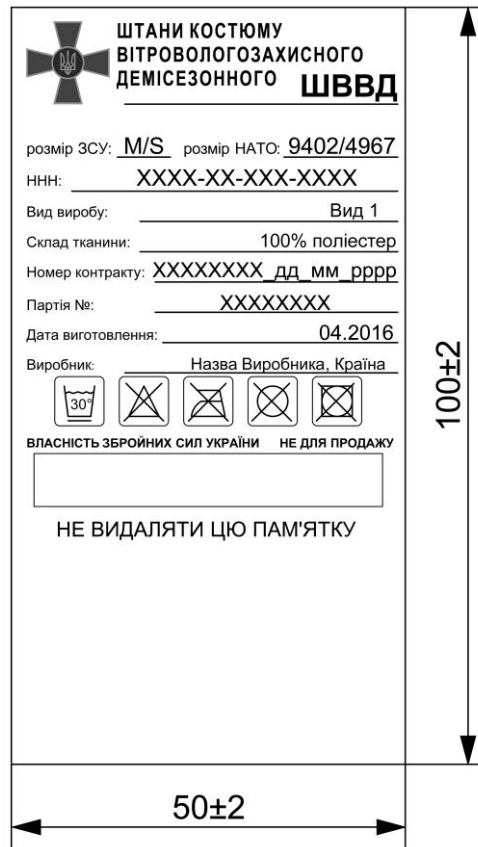 ШТАНИ КОСТЮМУ
ВІТРОВОЛОГОЗАХИСНОГО
ДЕМІСЕЗОННОГО ШВВД
розмір ЗСУ: M/S розмір НАТО: 9402/4967
ННН: XXXX-XX-XXX-XXXX
Вид виробу: Вид 1
Склад тканини: 100% поліестер
Номер контракту: XXXXXXXX_дд_мм_рррр
Партія №: XXXXXXXX
Дата виготовлення: 04.2016
Виробник: Назва Виробника, Країна
30°
ВЛАСНІСТЬ ЗБРОЙНИХ СИЛ УКРАЇНИ НЕ ДЛЯ ПРОДАЖУ
НЕ ВИДАЛЯТИ ЦЮ ПАМ'ЯТКУ
100±2
50±2